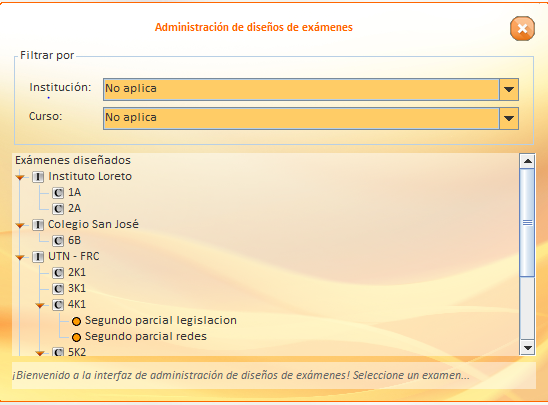 Administración de diseños de exámenes
Filtrar por
Institución: No aplica
Curso: No aplica
Exámenes diseñados
I Instituto Loreto
C 1A
C 2A
I Colegio San José
C 6B
I UTN - FRC
C 2K1
C 3K1
C 4K1
Segundo parcial legislacion
Segundo parcial redes
C 5K2
¡Bienvenido a la interfaz de administración de diseños de exámenes! Seleccione un examen...